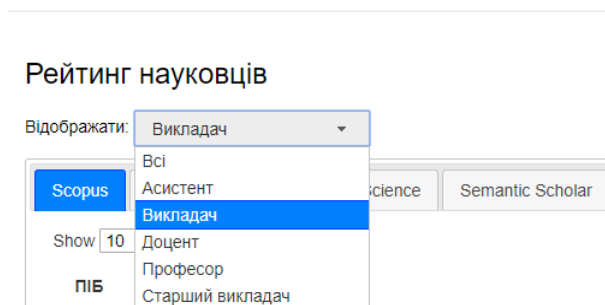 Рейтинг науковців
Відображати: Викладач
Всі
Scopus Асистент Science Semantic Scholar
Викладач
Show 10 Доцент
Професор
ПІБ
Старший викладач